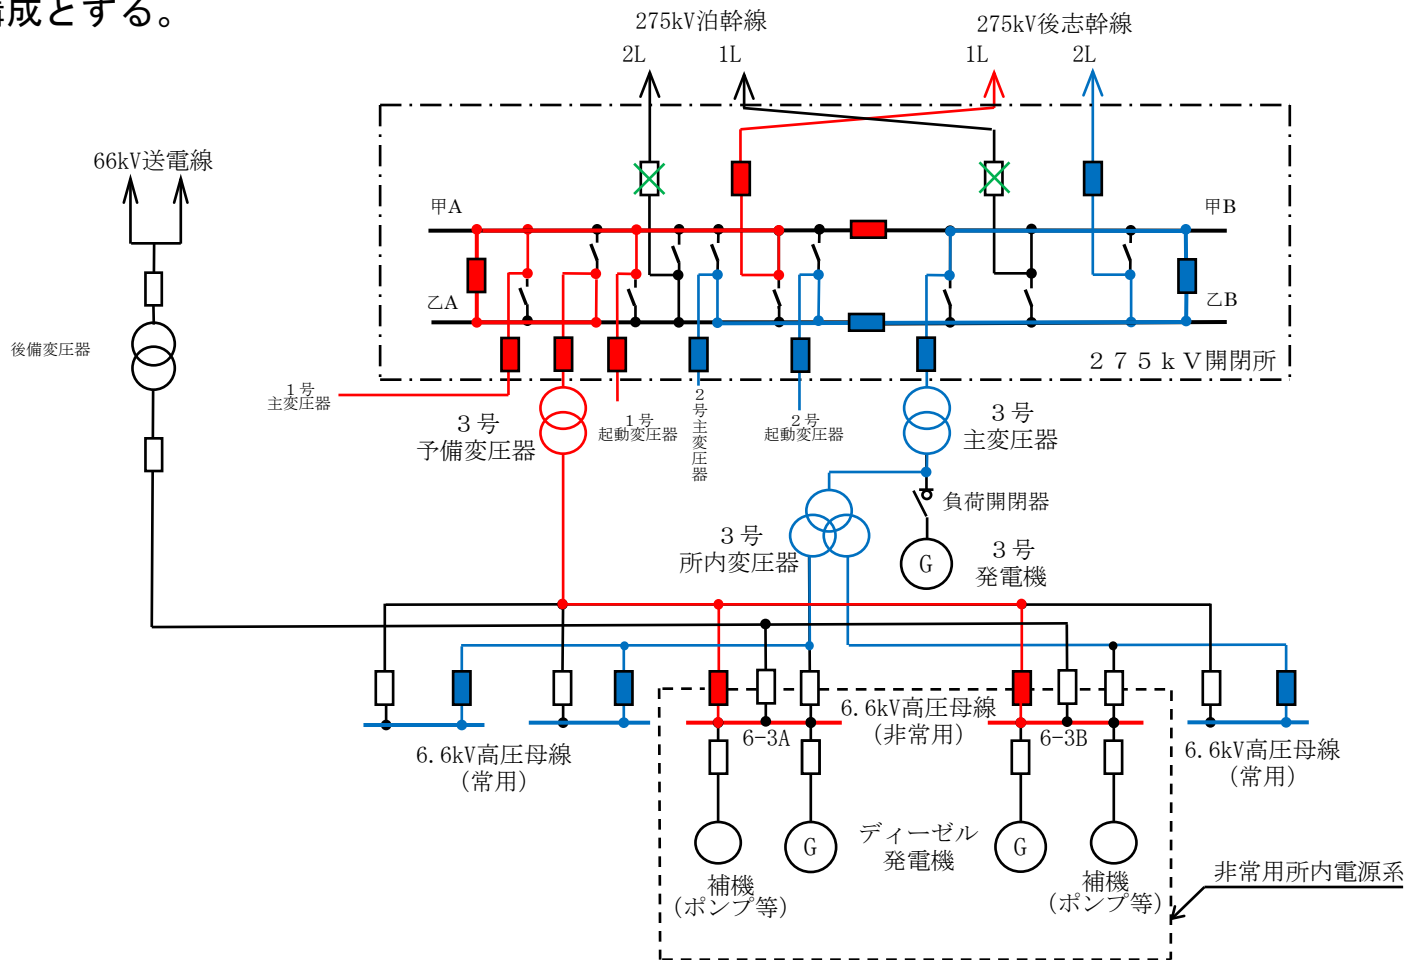 構成とする。
275kV泊幹線
275kV後志幹線
2L
1L
1L
2L
66kV送電線
甲A
甲B
乙A
乙B
後備変圧器
275kV開閉所
1号
主変圧器
3号
予備変圧器
1号
起動変圧器
2号主変圧器
2号
起動変圧器
3号
主変圧器
負荷開閉器
3号
所内変圧器
G
3号
発電機
6.6kV高圧母線
(常用)
6-3A
6.6kV高圧母線
(非常用)
6-3B
6.6kV高圧母線
(常用)
G
ディーゼル
発電機
G
補機
(ポンプ等)
補機
(ポンプ等)
非常用所内電源系